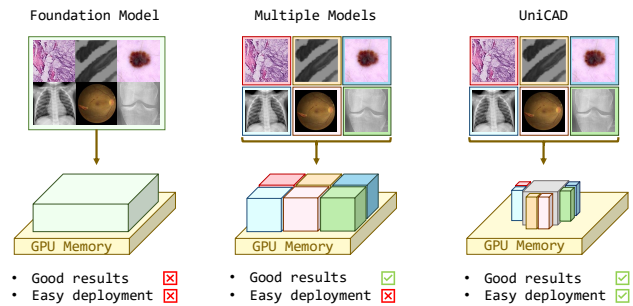 Foundation Model
Multiple Models
UniCAD
GPU Memory
GPU Memory
GPU Memory
• Good results
• Easy deployment
• Good results
• Easy deployment
• Good results
• Easy deployment